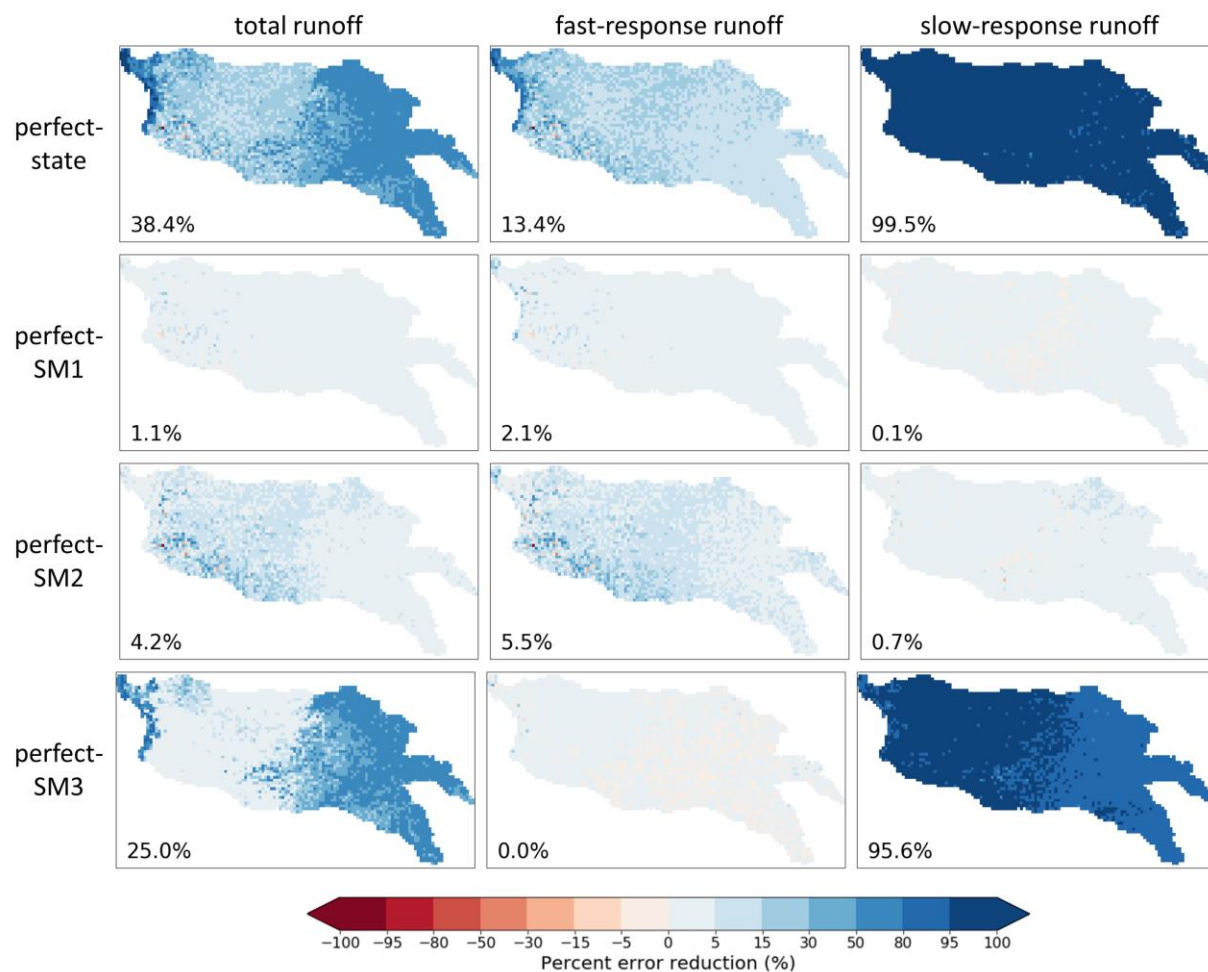 total runoff
fast-response runoff
slow-response runoff
perfect-
state
38.4%
13.4%
99.5%
perfect-
SM1
1.1%
2.1%
0.1%
perfect-
SM2
4.2%
5.5%
0.7%
perfect-
SM3
25.0%
0.0%
95.6%
−100 −95 −80 −50 −30 −15 −5 0 5 15 30 50 80 95 100
Percent error reduction (%)